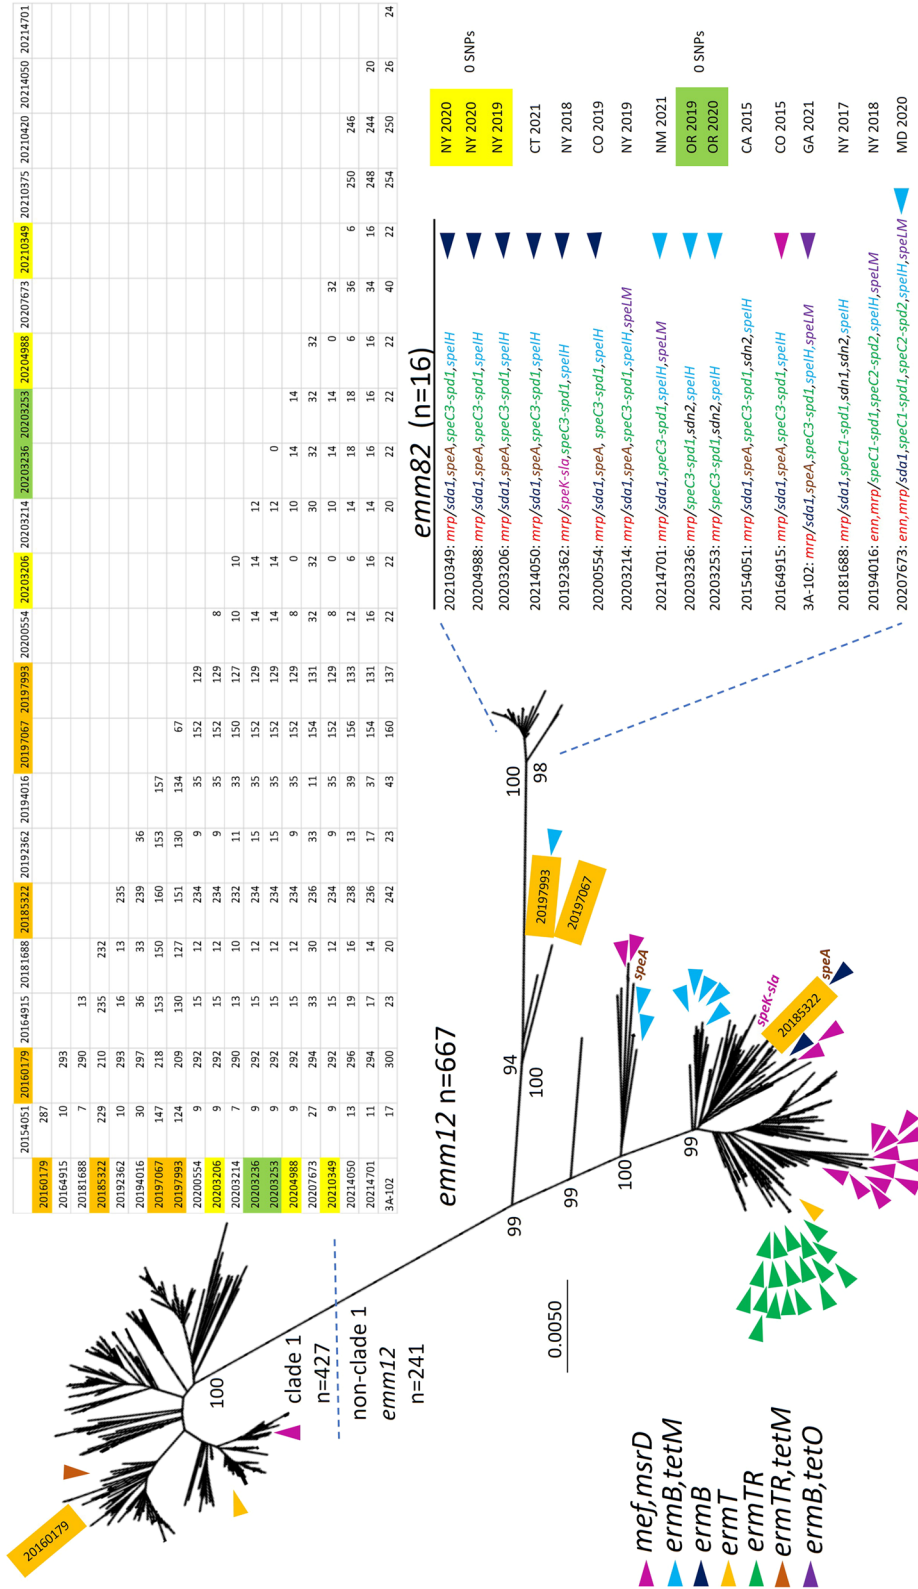 20154051 20160179 20164915 20181688 20185322 20192362 20194016 20197067 20197993 20200554 20203206 20203214 20203236 20203253 20204988 20207673 20210349 20210375 20210420 20214050 20214701
20160179 287
20164915 10 293
20181688 7 290 13
20185322 229 210 235 232
20192362 10 293 16 13 235
20194016 30 297 36 33 239 36
20197067 147 218 153 150 160 153 157
20197993 124 209 130 127 151 130 134 67
20200554 9 292 15 12 234 9 35 152 129
20203206 9 292 15 12 234 9 35 152 129 8
20203214 7 290 13 10 232 11 33 150 127 10 10
20203236 9 292 15 12 234 15 35 152 129 14 14 12
20203253 9 292 15 12 234 15 35 152 129 14 14 12 0
20204988 9 292 15 12 234 9 35 152 129 8 0 10 14 14
20207673 27 294 33 30 236 33 11 154 131 32 32 30 32 32 32
20210349 9 292 15 12 234 9 35 152 129 8 0 10 14 14 0 32
20214050 13 296 19 16 238 13 39 156 133 12 6 14 18 18 6 36 6 250 246
20214701 11 294 17 14 236 17 37 154 131 16 16 14 16 16 16 34 16 248 244 20
3A-102 17 300 23 20 242 23 43 160 137 22 22 20 22 22 22 40 22 254 250 26 24
20160179
100
clade 1
n=427
non-clade 1
emm12
n=241
emm12 n=667
99
94
100
100
98
20197993
20197067
99
100
speA
99
speK-sla
20185322
speA
0.0050
mef,msrD
ermB,tetM
ermB
ermT
ermTR
ermTR,tetM
ermB,tetO
emm82 (n=16)
20210349: mrp/sda1,speA,speC3-spd1,speIH NY 2020
20204988: mrp/sda1,speA,speC3-spd1,speIH NY 2020 0 SNPs
20203206: mrp/sda1,speA,speC3-spd1,speIH NY 2019
20214050: mrp/sda1,speA,speC3-spd1,speIH CT 2021
20192362: mrp/speK-sla,speC3-spd1,speIH NY 2018
20200554: mrp/sda1,speA, speC3-spd1,speIH CO 2019
20203214: mrp/sda1,speA,speC3-spd1,speIH,speLM NY 2019
20214701: mrp/sda1,speC3-spd1,speIH,speLM NM 2021
20203236: mrp/speC3-spd1,sdn2,speIH OR 2019
20203253: mrp/speC3-spd1,sdn2,speIH OR 2020 0 SNPs
20154051: mrp/sda1,speA,speC3-spd1,sdn2,speIH CA 2015
20164915: mrp/sda1,speA,speC3-spd1,speIH CO 2015
3A-102: mrp/sda1,speA,speC3-spd1,speIH,speLM GA 2021
20181688: mrp/sda1,speC1-spd1,sdn1,sdn2,speIH NY 2017
20194016: enn,mrp/speC1-spd1,speC2-spd2,speIH,speLM NY 2018
20207673: enn,mrp/sda1,speC1-spd1,speC2-spd2,speIH,speLM MD 2020